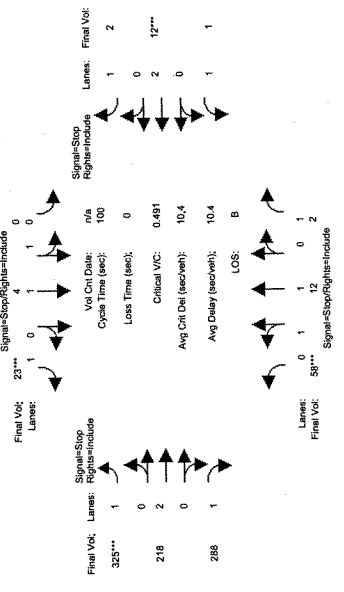 Signal=Stop/Rights=Include
Final Vol: 23*** 4 0
Lanes: 1 0 1 1 0
Final Vol: Lanes: Signal=Stop
Rights=Include
Signal=Stop
Rights=Include Lanes: Final Vol:
325*** 1
0
218 2
0
288 1
Vol Cnt Data: n/a
Cycle Time (sec): 100
Loss Time (sec): 0
Critical V/C: 0.491
Avg Crit Del (sec/veh): 10.4
Avg Delay (sec/veh): 10.4
LOS: B
1 2
0
2 12***
0
1 1
Lanes: 0 1 1 0 1
Final Vol: 58*** 12 2
Signal=Stop/Rights=Include